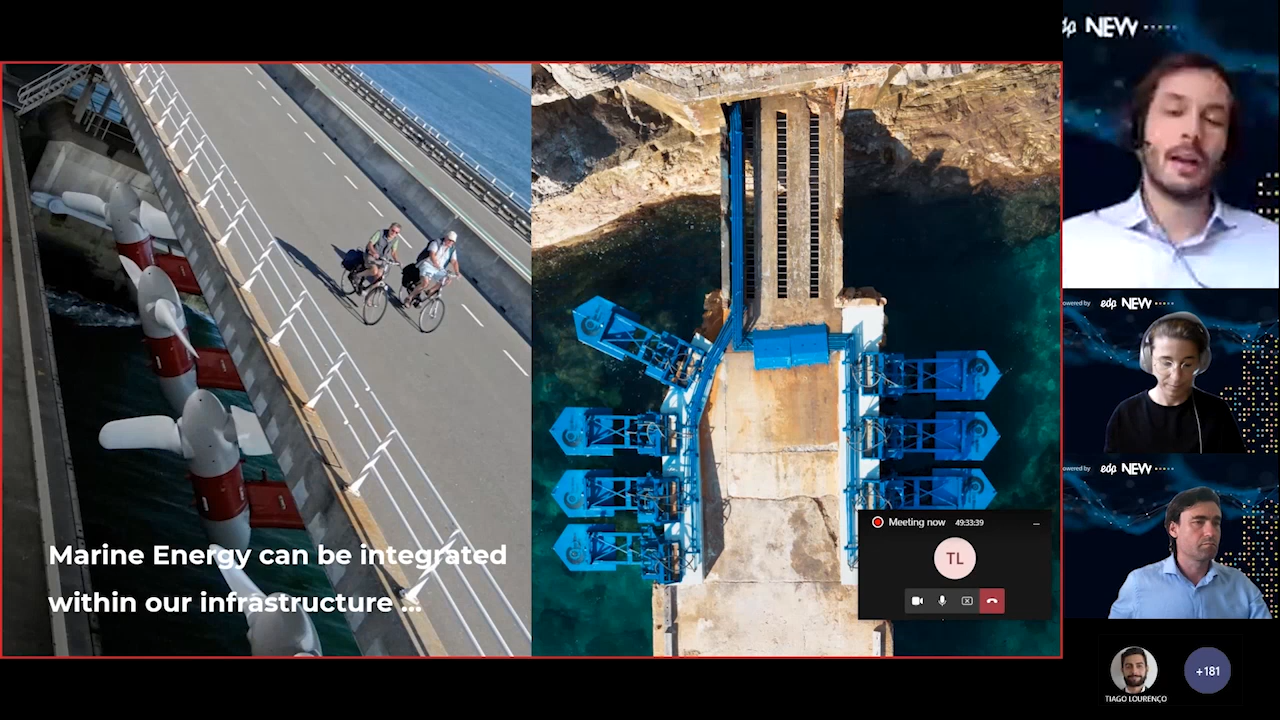 edp NEW
Marine Energy can be integrated
within our infrastructure ...
Meeting now 49:33:39
TL
powered by edp NEW
powered by edp NEW
TIAGO LOURENÇO
+181